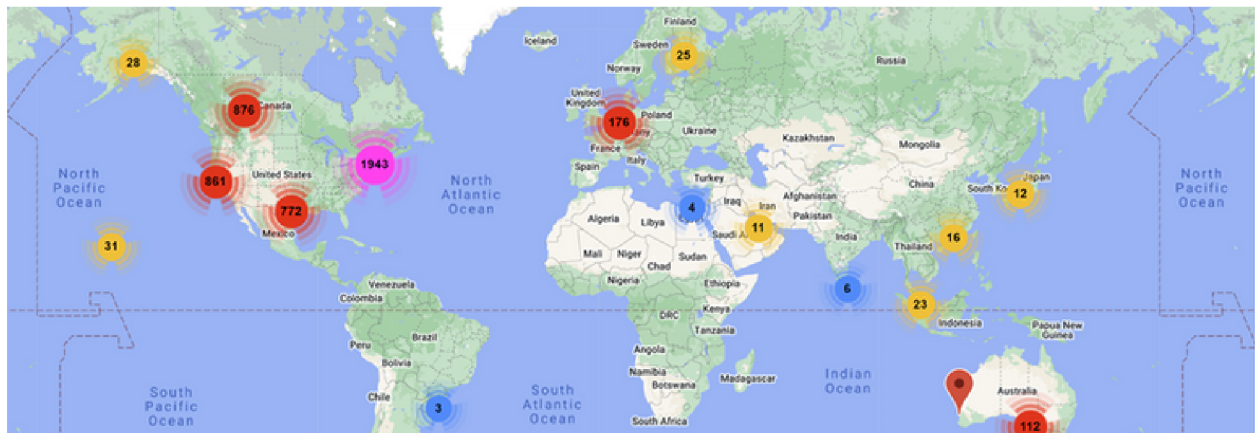 Finland
Iceland
Sweden
28
25
Russia
Norway
United
Kingdom
876
Canada
176
Poland
Ukraine
Kazakhstan
France
Mongolia
1943
Italy
Spain
861
United States
Turkey
North
Pacific
Ocean
North
Atlantic
Ocean
China
Japan
12
North
Pacific
Ocean
Afghanistan
Iraq
Iran
772
4
Algeria
Libya
Pakistan
Mexico
11
31
16
India
Thailand
Mali
Niger
Sudan
Chad
Nigeria
Ethiopia
Venezuela
6
Colombia
23
Kenya
DRC
Indonesia
Tanzania
Papua New
Guinea
Brazil
Peru
Angola
Bolivia
Namibia
Madagascar
Botswana
Indian
Ocean
South
Pacific
Ocean
Chile
South
Atlantic
Ocean
Australia
3
South Africa
112